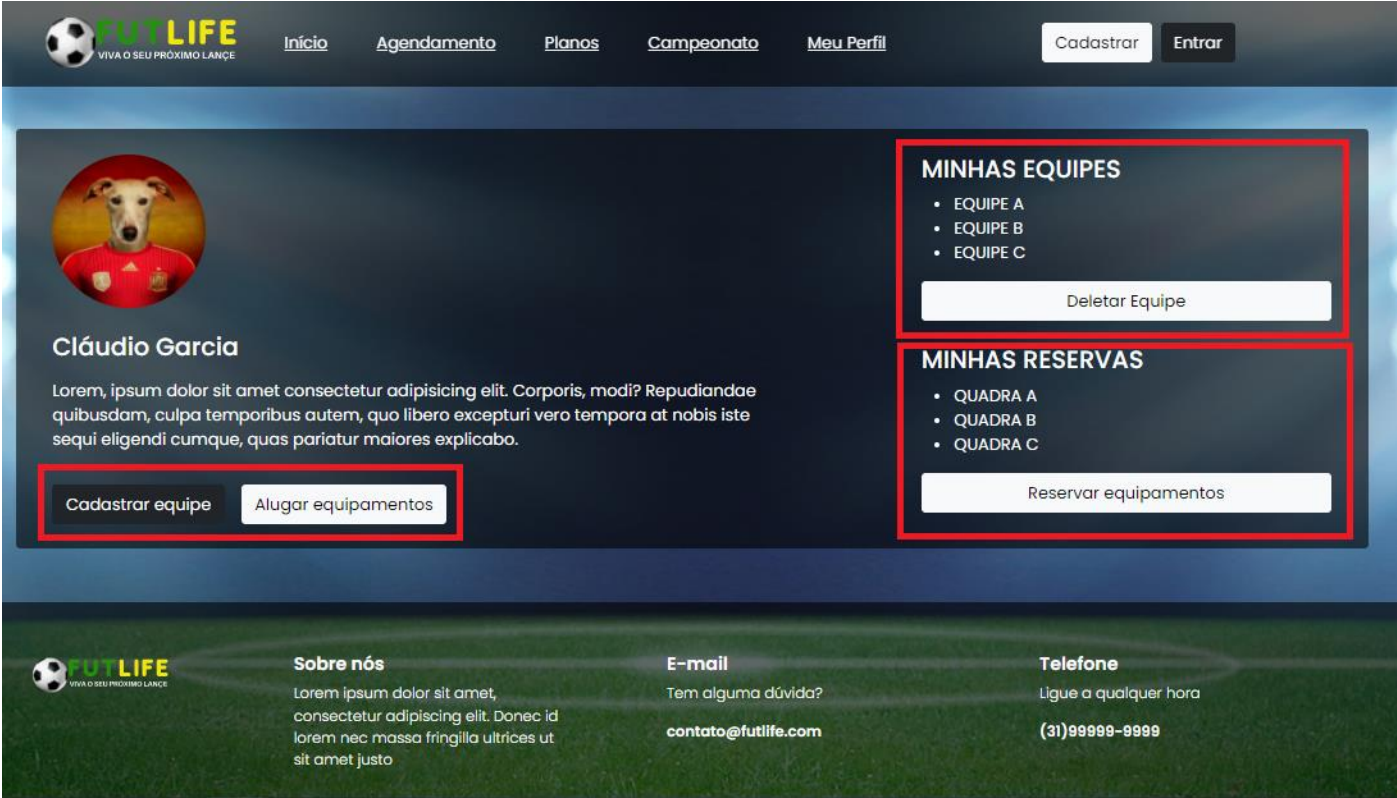 FUTLIFE
VIVA O SEU PRÓXIMO LANÇE
Início
Agendamento
Planos
Campeonato
Meu Perfil
Cadastrar
Entrar
Cláudio Garcia
Lorem, ipsum dolor sit amet consectetur adipisicing elit. Corporis, modi? Repudiandae
quibusdam, culpa temporibus autem, quo libero excepturi vero tempora at nobis iste
sequi eligendi cumque, quas pariatur maiores explicabo.
Cadastrar equipe
Alugar equipamentos
MINHAS EQUIPES
• EQUIPE A
• EQUIPE B
• EQUIPE C
Deletar Equipe
MINHAS RESERVAS
• QUADRA A
• QUADRA B
• QUADRA C
Reservar equipamentos
FUTLIFE
VIVA O SEU PRÓXIMO LANÇE
Sobre nós
Lorem ipsum dolor sit amet,
consectetur adipiscing elit. Donec id
lorem nec massa fringilla ultrices ut
sit amet justo
E-mail
Tem alguma dúvida?
contato@futlife.com
Telefone
Ligue a qualquer hora
(31)99999-9999